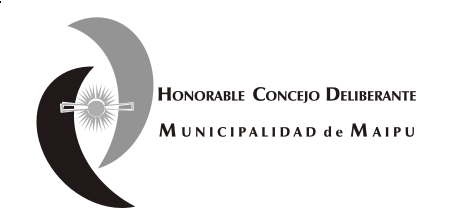 HONORABLE CONCEJO DELIBERANTE
MUNICIPALIDAD de MAIPU